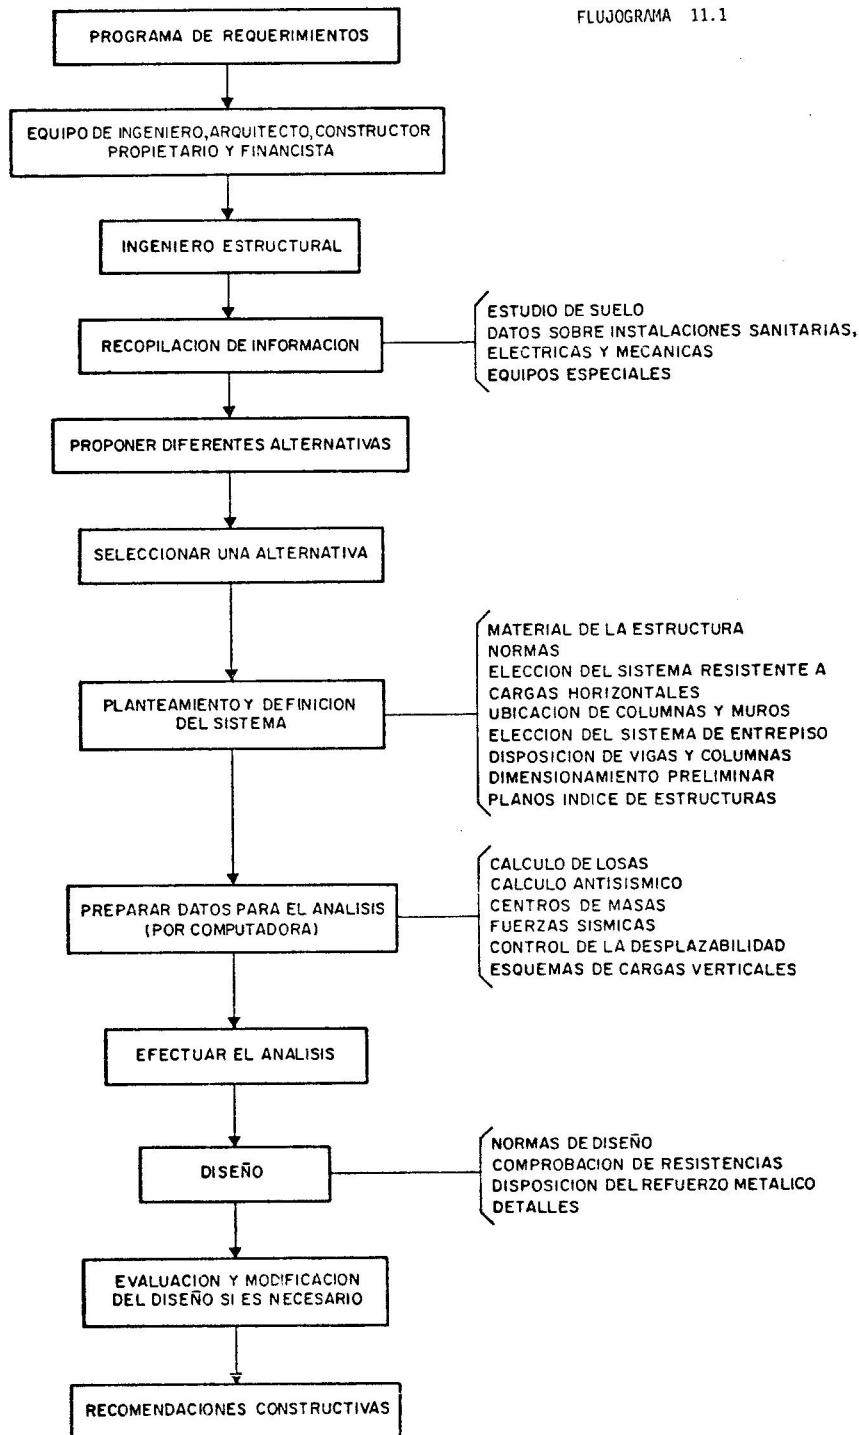 FLUJOGRAMA 11.1
PROGRAMA DE REQUERIMIENTOS
EQUIPO DE INGENIERO, ARQUITECTO, CONSTRUCTOR
PROPIETARIO Y FINANCISTA
INGENIERO ESTRUCTURAL
RECOPILACION DE INFORMACION
ESTUDIO DE SUELO
DATOS SOBRE INSTALACIONES SANITARIAS,
ELECTRICAS Y MECANICAS
EQUIPOS ESPECIALES
PROPONER DIFERENTES ALTERNATIVAS
SELECCIONAR UNA ALTERNATIVA
PLANTEAMIENTO Y DEFINICION
DEL SISTEMA
MATERIAL DE LA ESTRUCTURA
NORMAS
ELECCION DEL SISTEMA RESISTENTE A
CARGAS HORIZONTALES
UBICACION DE COLUMNAS Y MUROS
ELECCION DEL SISTEMA DE ENTREPISO
DISPOSICION DE VIGAS Y COLUMNAS
DIMENSIONAMIENTO PRELIMINAR
PLANOS INDICE DE ESTRUCTURAS
PREPARAR DATOS PARA EL ANALISIS
(POR COMPUTADORA)
CALCULO DE LOSAS
CALCULO ANTISISMICO
CENTROS DE MASAS
FUERZAS SISMICAS
CONTROL DE LA DESPLAZABILIDAD
ESQUEMAS DE CARGAS VERTICALES
EFECTUAR EL ANALISIS
DISEÑO
NORMAS DE DISEÑO
COMPROBACION DE RESISTENCIAS
DISPOSICION DEL REFUERZO METALICO
DETALLES
EVALUACION Y MODIFICACION
DEL DISEÑO SI ES NECESARIO
RECOMENDACIONES CONSTRUCTIVAS